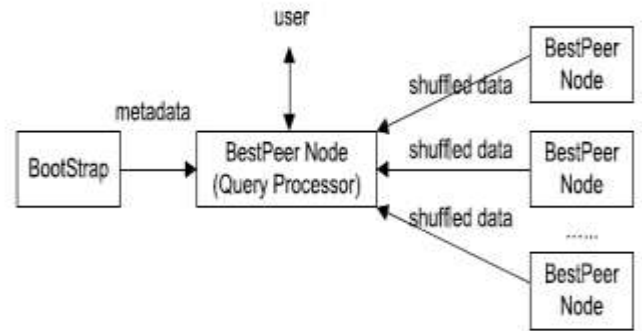 user
BestPeer
Node
shuffled data
metadata
BootStrap
BestPeer Node
(Query Processor)
shuffled data
BestPeer
Node
shuffled data
......
BestPeer
Node